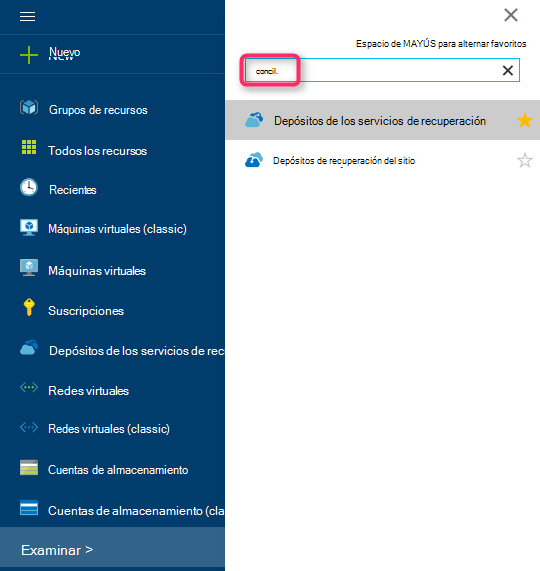 Nuevo
Grupos de recursos
Todos los recursos
Recientes
Máquinas virtuales (classic)
Máquinas virtuales
Suscripciones
Depósitos de los servicios de rec
Redes virtuales
Redes virtuales (classic)
Cuentas de almacenamiento
Cuentas de almacenamiento (cla
Examinar >
Espacio de MAYÚS para alternar favoritos
concil.
Depósitos de los servicios de recuperación
Depósitos de recuperación del sitio